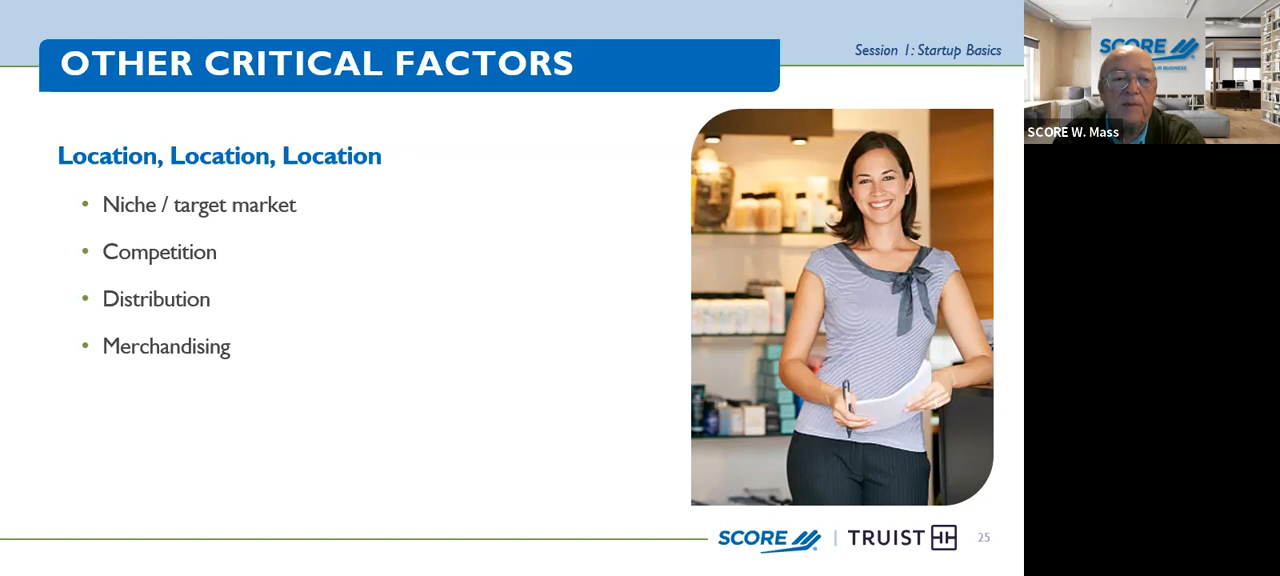 OTHER CRITICAL FACTORS
Session 1: Startup Basics
Location, Location, Location
• Niche / target market
• Competition
• Distribution
• Merchandising
SCORE | TRUIST
25
SCORE
SCORE W. Mass